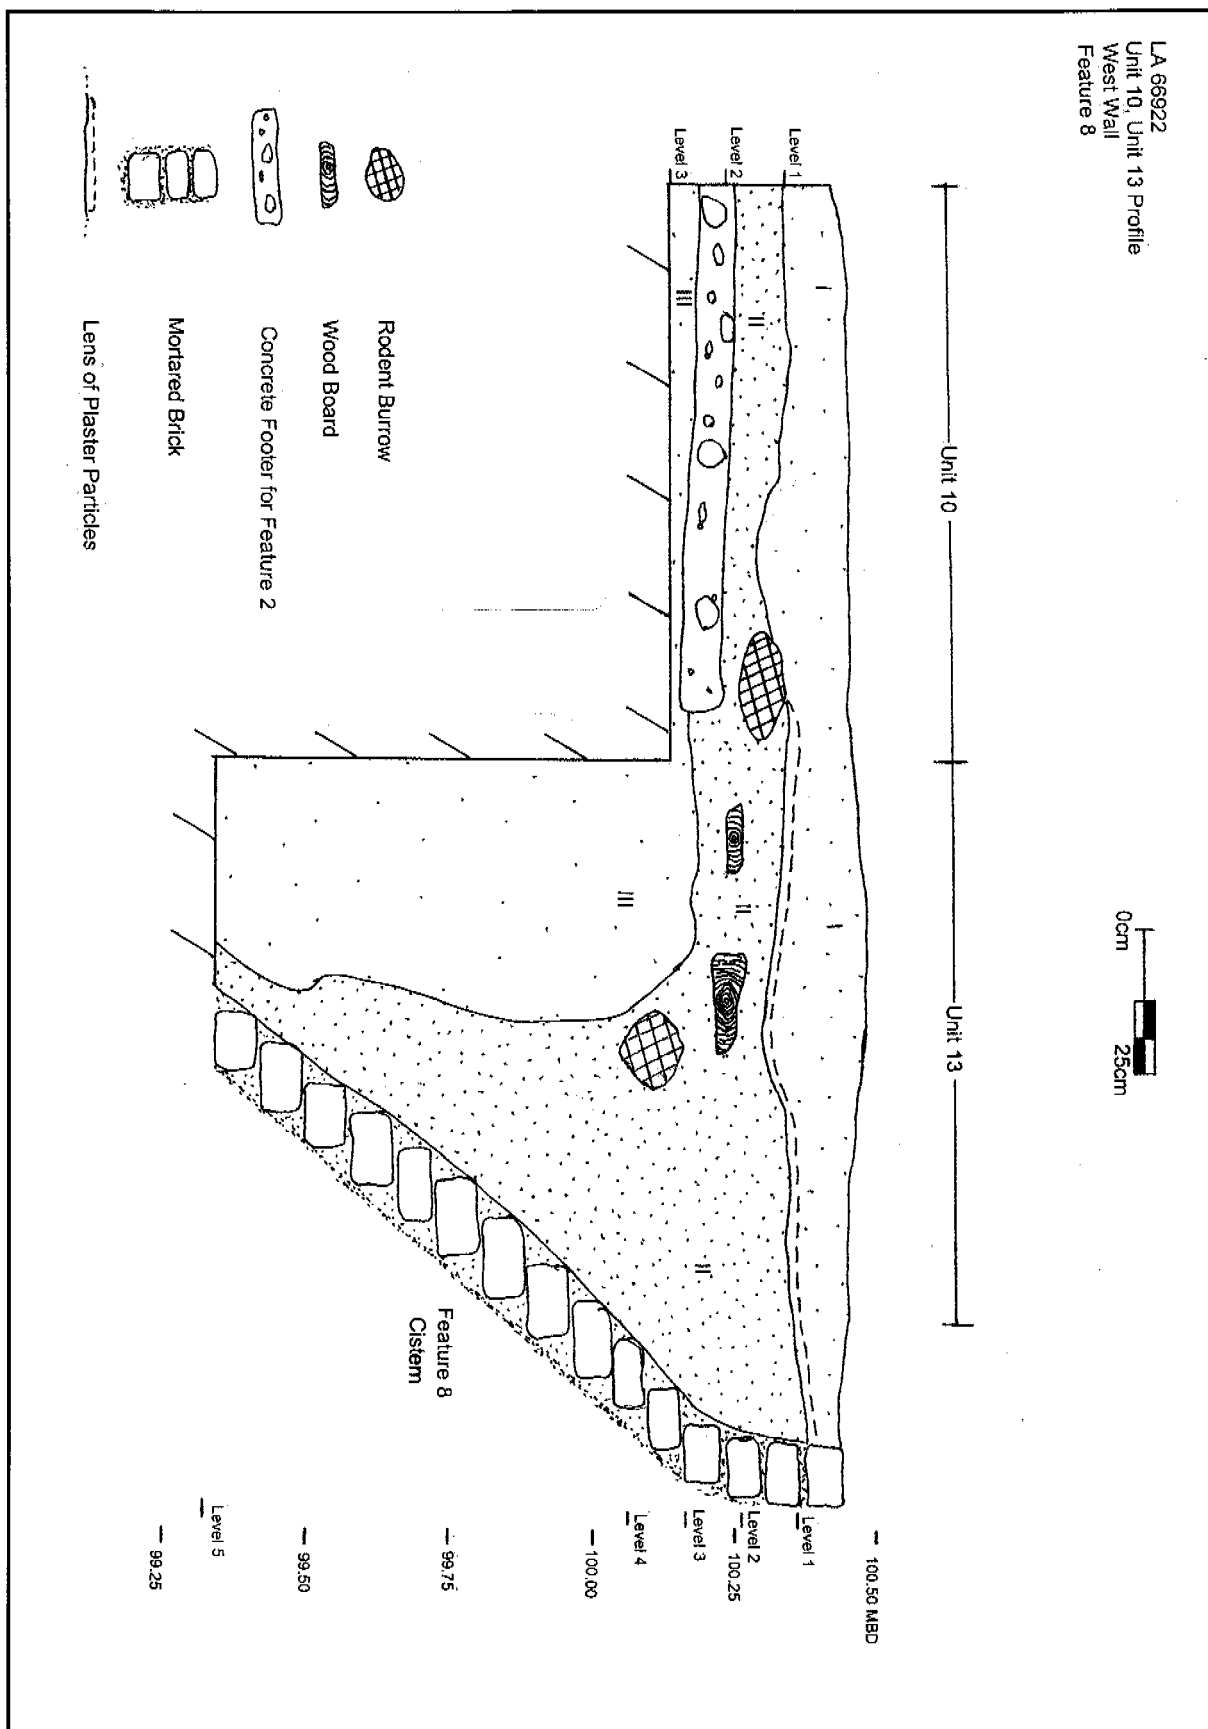 LA 66922
Unit 10, Unit 13 Profile
West Wall
Feature 8
0cm
25cm
Unit 10
Unit 13
Level 1
Level 2
Level 3
I
II
III
I
II
III
II
100.50 MBD
Level 1
100.25
Level 2
Level 3
Level 4
100.00
99.75
99.50
Level 5
99.25
Feature 8
Cistern
Rodent Burrow
Wood Board
Concrete Footer for Feature 2
Mortared Brick
Lens of Plaster Particles